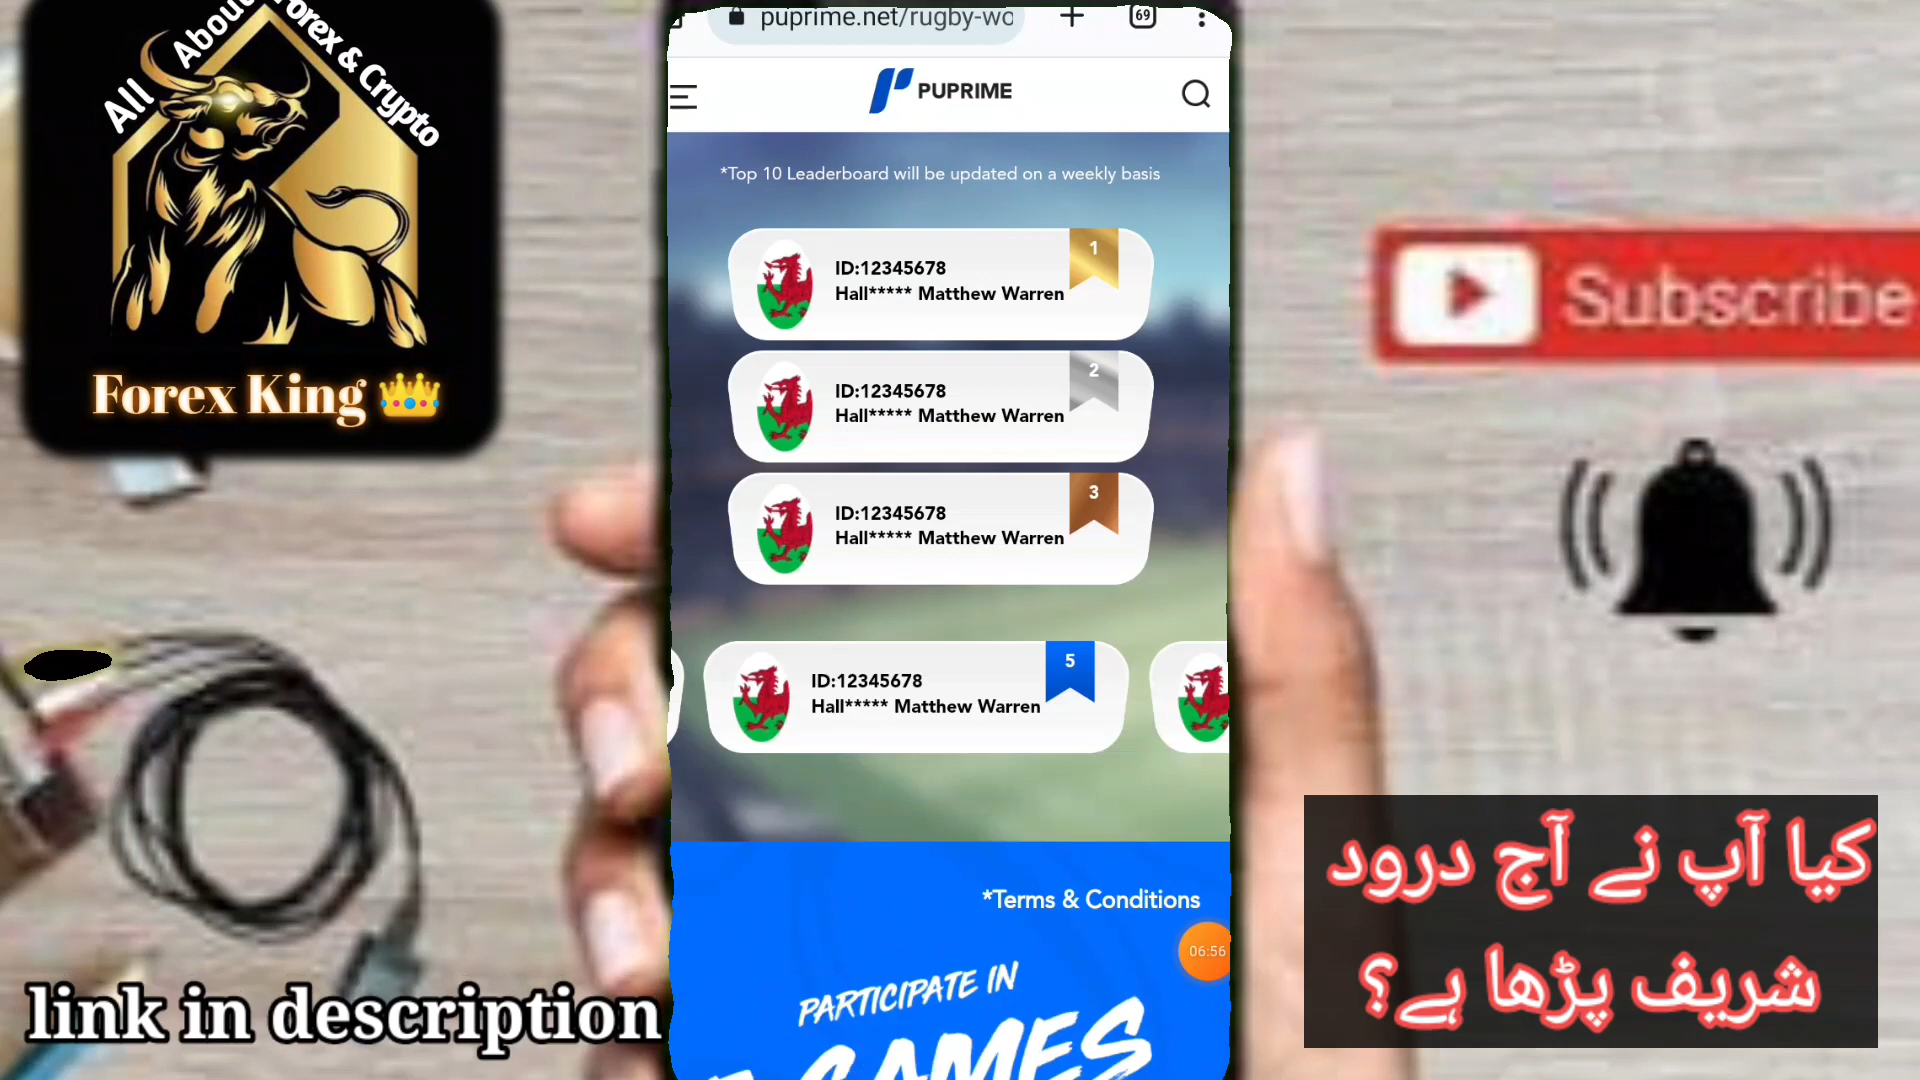 All About Forex & Crypto
Forex King
puprime.net/rugby-wo
69
PUPRIME
*Top 10 Leaderboard will be updated on a weekly basis
1
ID:12345678
Hall***** Matthew Warren
2
ID:12345678
Hall***** Matthew Warren
3
ID:12345678
Hall***** Matthew Warren
5
ID:12345678
Hall***** Matthew Warren
*Terms & Conditions
06:56
PARTICIPATE IN
GAMES
Subscribe
کیا آپ نے آج درود
شریف پڑھا ہے؟
link in description